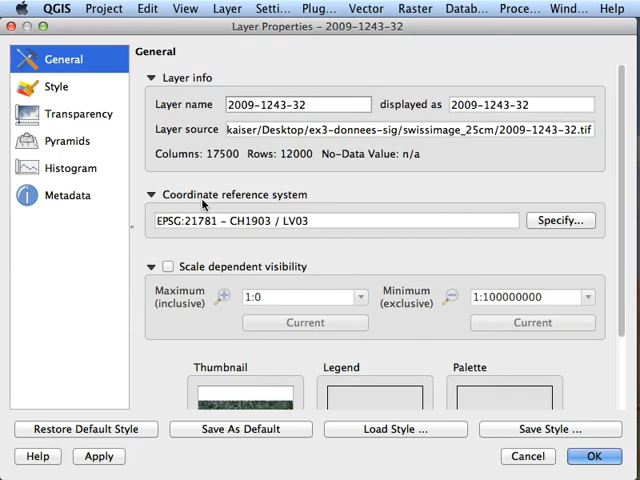 QGIS Project Edit View Layer Setti... Plug... Vector Raster Datab... Proce... Wind... Help
Layer Properties - 2009-1243-32
General
Style
Transparency
Pyramids
Histogram
Metadata
General
Layer info
Layer name 2009-1243-32 displayed as 2009-1243-32
Layer source kaiser/Desktop/ex3-donnees-sig/swissimage_25cm/2009-1243-32.tif
Columns: 17500 Rows: 12000 No-Data Value: n/a
Coordinate reference system
EPSG:21781 - CH1903 / LV03 Specify...
Scale dependent visibility
Maximum (inclusive) 1:0 Minimum (exclusive) 1:100000000
Current Current
Thumbnail Legend Palette
Restore Default Style Save As Default Load Style ... Save Style ...
Help Apply Cancel OK